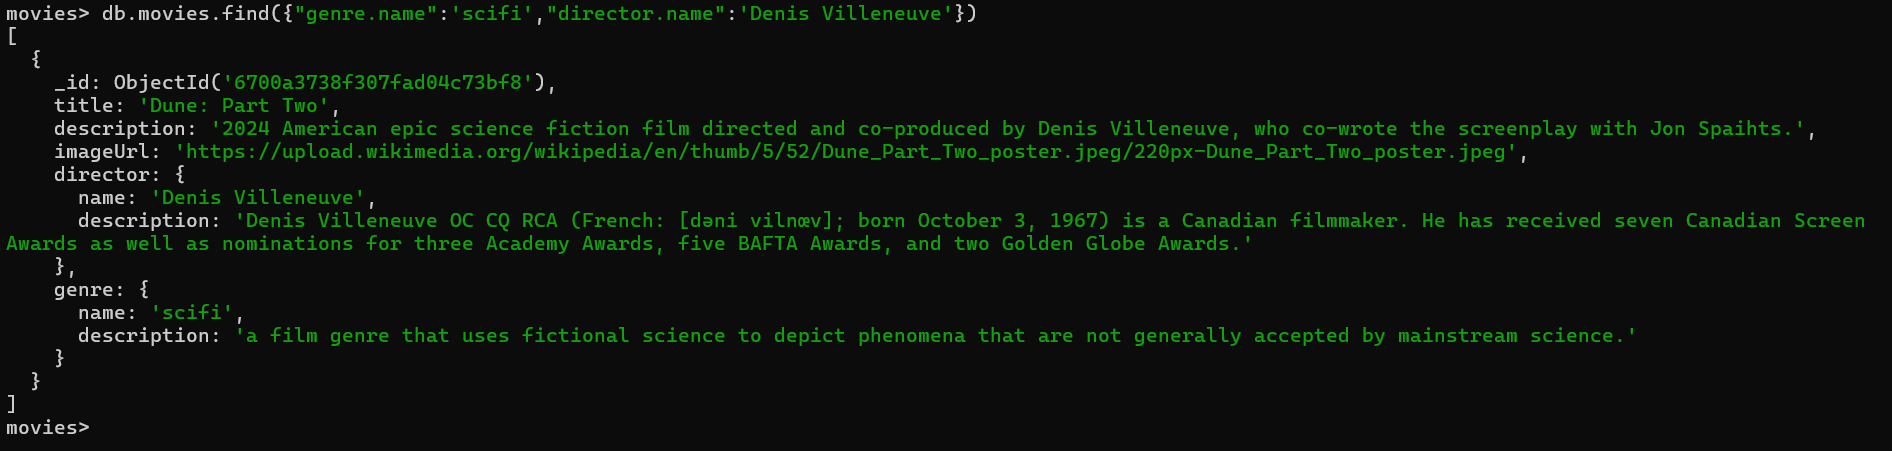 movies> db.movies.find({"genre.name":'scifi',"director.name":'Denis Villeneuve'})
[
  {
    _id: ObjectId('6700a3738f307fad04c73bf8'),
    title: 'Dune: Part Two',
    description: '2024 American epic science fiction film directed and co-produced by Denis Villeneuve, who co-wrote the screenplay with Jon Spaihts.',
    imageUrl: 'https://upload.wikimedia.org/wikipedia/en/thumb/5/52/Dune_Part_Two_poster.jpeg/220px-Dune_Part_Two_poster.jpeg',
    director: {
      name: 'Denis Villeneuve',
      description: 'Denis Villeneuve OC CQ RCA (French: [dəni vilnœv]; born October 3, 1967) is a Canadian filmmaker. He has received seven Canadian Screen
Awards as well as nominations for three Academy Awards, five BAFTA Awards, and two Golden Globe Awards.'
    },
    genre: {
      name: 'scifi',
      description: 'a film genre that uses fictional science to depict phenomena that are not generally accepted by mainstream science.'
    }
  }
]
movies>